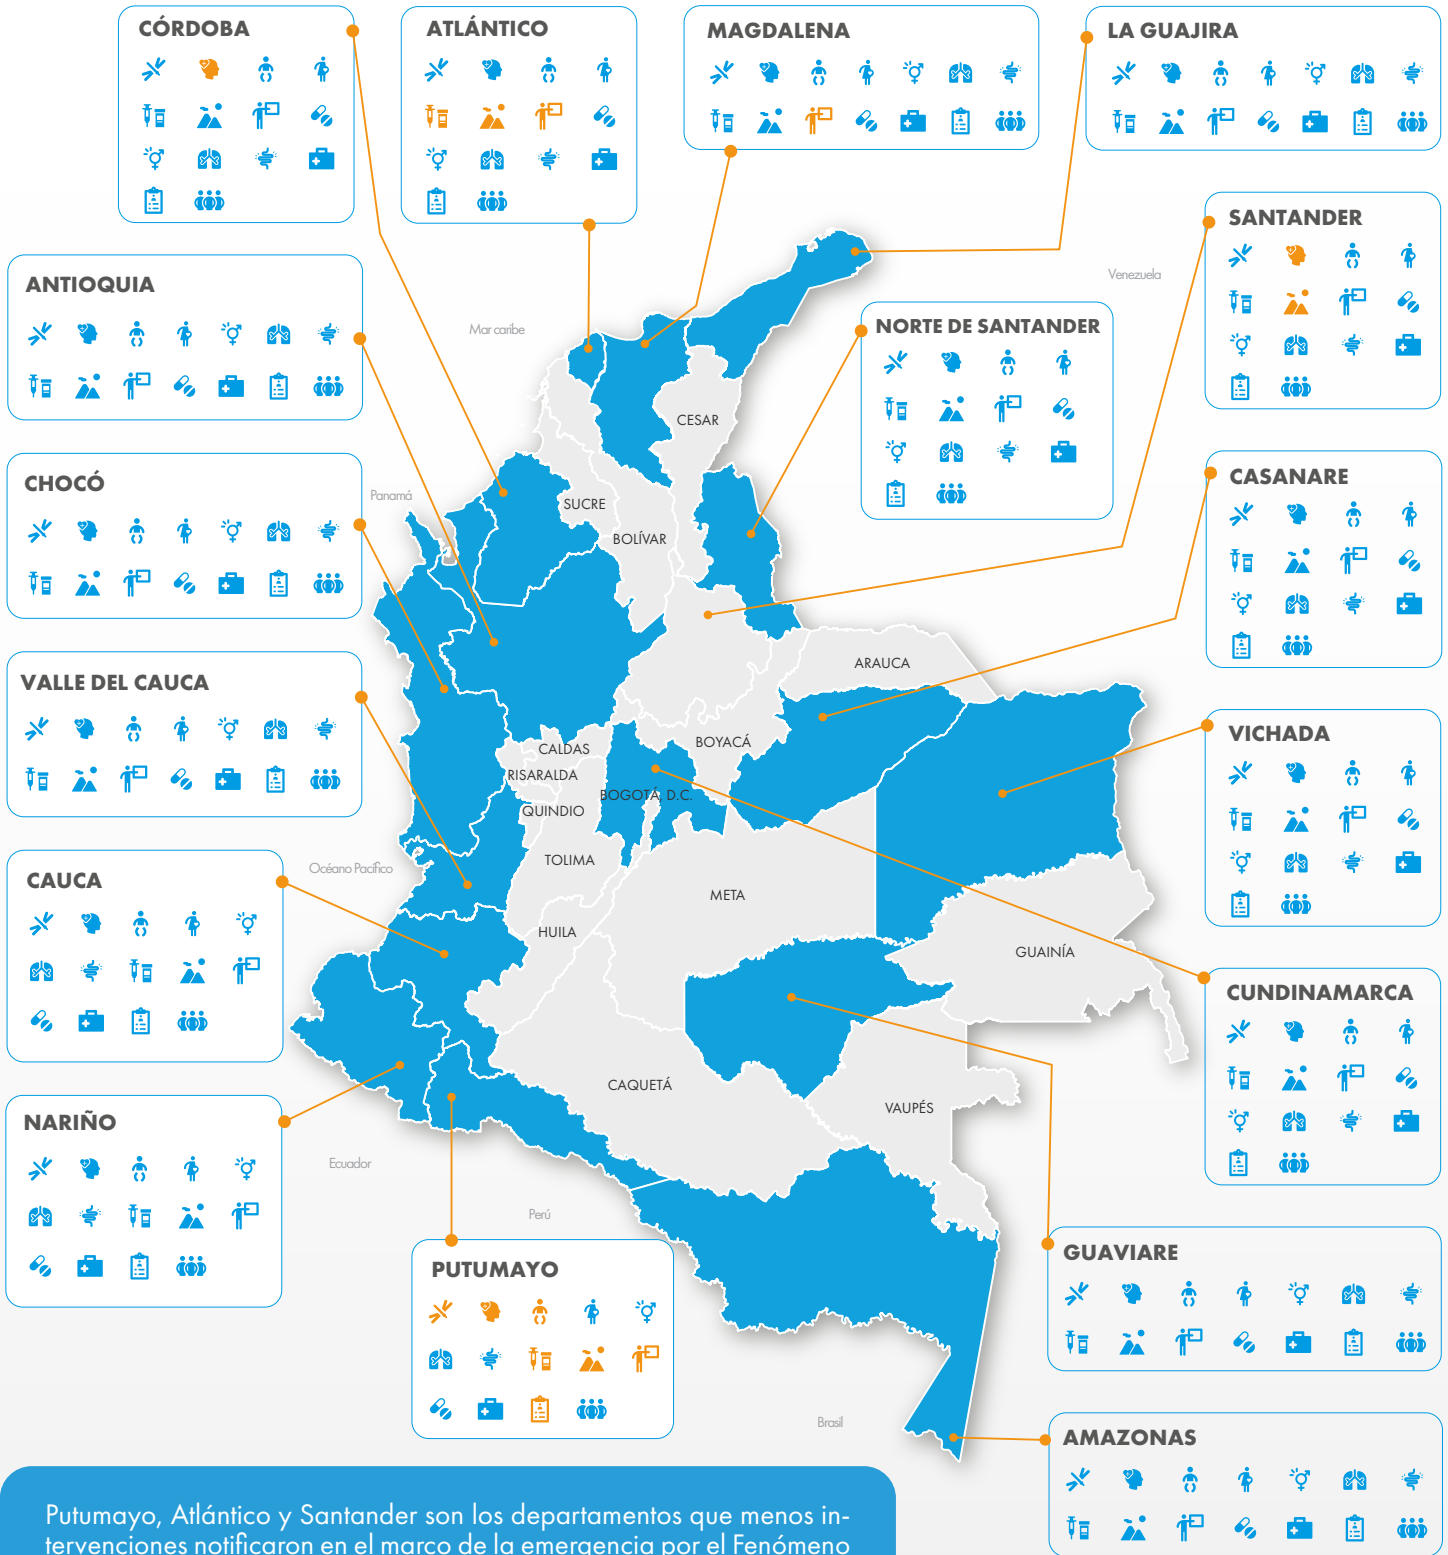 CÓRDOBA
ATLÁNTICO
MAGDALENA
LA GUAJIRA
SANTANDER
ANTIOQUIA
Venezuela
Mar caribe
NORTE DE SANTANDER
CESAR
CHOCÓ
CASANARE
Panamá
SUCRE
BOLÍVAR
VALLE DEL CAUCA
ARAUCA
VICHADA
BOYACÁ
CALDAS
RISARALDA
BOGOTÁ, D.C.
QUINDIO
TOLIMA
Océano Pacífico
CAUCA
META
HUILA
GUAINÍA
CUNDINAMARCA
CAQUETÁ
VAUPÉS
NARIÑO
Ecuador
Perú
GUAVIARE
PUTUMAYO
Brasil
AMAZONAS
Putumayo, Atlántico y Santander son los departamentos que menos in-
tervenciones notificaron en el marco de la emergencia por el Fenómeno